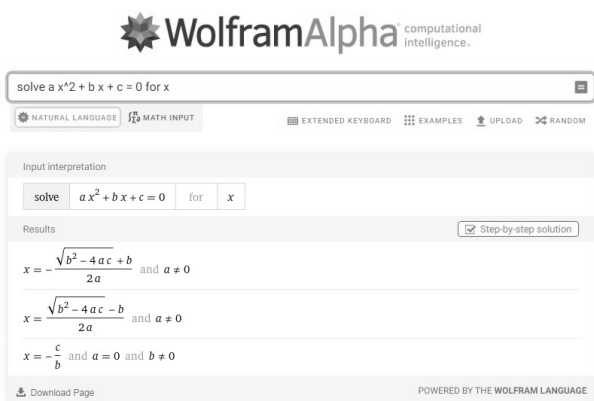 WolframAlpha computational intelligence.
solve a x^2 + b x + c = 0 for x
NATURAL LANGUAGE MATH INPUT EXTENDED KEYBOARD EXAMPLES UPLOAD RANDOM
Input interpretation
solve a x² + b x + c = 0 for x
Results Step-by-step solution
x = -(√(b² - 4 a c) + b)/(2 a) and a ≠ 0
x = (√(b² - 4 a c) - b)/(2 a) and a ≠ 0
x = -c/b and a = 0 and b ≠ 0
Download Page POWERED BY THE WOLFRAM LANGUAGE